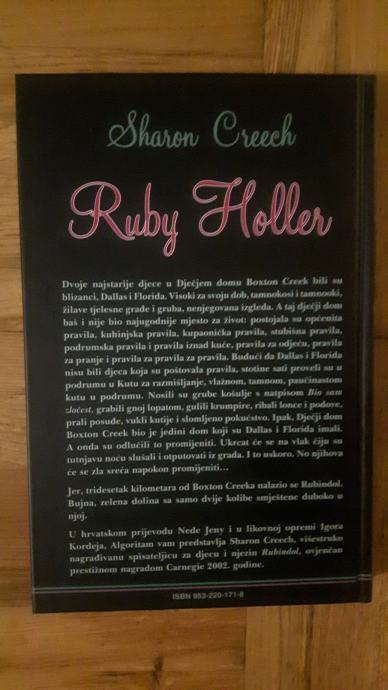 Sharon Creech
Ruby Holler
Dvoje najstarije djece u Dječjem domu Boxton Creek bili su
blizanci, Dallas i Florida. Visoki za svoju dob, tamnokosi i tamnooki,
žilave tjelesne građe i gruba, nenjegovana izgleda. A taj dječji dom
baš i nije bio najugodnije mjesto za život: postojala su općenita
pravila, kuhinjska pravila, kupaonička pravila, stubišna pravila,
podrumska pravila i pravila iznad kuće, pravila za odjeću, pravila
za pranje i pravila za pravila za pravila. Budući da Dallas i Florida
nisu bili djeca koja su poštovala pravila, stotine sati proveli su u
podrumu u Kutu za razmišljanje, vlažnom, tamnom, paučinastom
kutu u podrumu. Nosili su grube košulje s natpisom Bio sam
zločest, grabili gnoj lopatom, gulili krumpire, ribali lonce i podove,
prali posuđe, vukli kutije i slomljeno pokućstvo. Ipak, Dječji dom
Boxton Creek bio je jedini dom koji su Dallas i Florida imali.
A onda su odlučili to promijeniti. Ukrcat će se na vlak čiju su
tutnjavu noću slušali i otputovati iz grada. I to uskoro. No njihova
će se zla sreća napokon promijeniti...
Jer, tridesetak kilometara od Boxton Creeka nalazio se Rubindol.
Bujna, zelena dolina sa samo dvije kolibe smještene duboko u
njoj.
U hrvatskom prijevodu Nede Jeny i u likovnoj opremi Igora
Kordeja, Algoritam vam predstavlja Sharon Creech, višestruko
nagrađivanu spisateljicu za djecu i njezin Rubindol, ovjenčan
prestižnom nagradom Carnegie 2002. godine.
ISBN 953-220-171-8